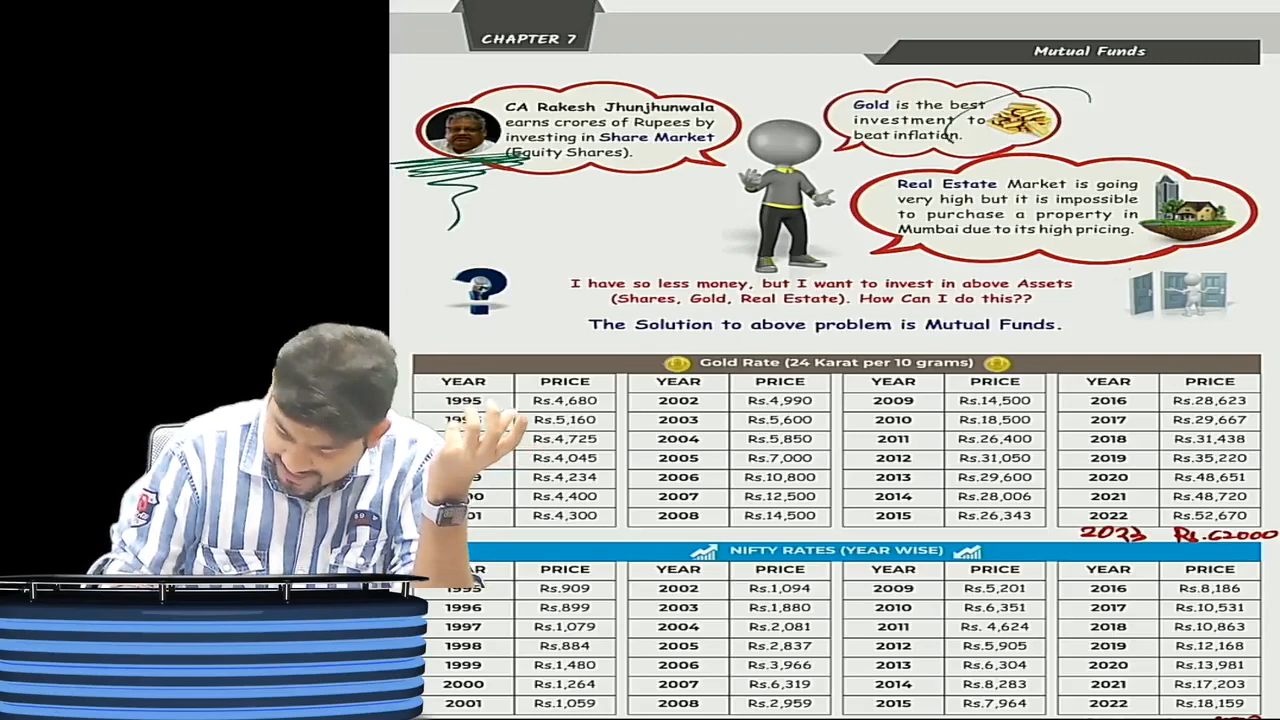 CHAPTER 7
Mutual Funds
CA Rakesh Jhunjhunwala
earns crores of Rupees by
investing in Share Market
(Equity Shares).
Gold is the best
investment to
beat inflation.
Real Estate Market is going
very high but it is impossible
to purchase a property in
Mumbai due to its high pricing.
?
I have so less money, but I want to invest in above Assets
(Shares, Gold, Real Estate). How Can I do this??
The Solution to above problem is Mutual Funds.
Gold Rate (24 Karat per 10 grams)
YEAR PRICE YEAR PRICE YEAR PRICE YEAR PRICE
1995 Rs.4,680 2002 Rs.4,990 2009 Rs.14,500 2016 Rs.28,623
Rs.5,160 2003 Rs.5,600 2010 Rs.18,500 2017 Rs.29,667
Rs.4,725 2004 Rs.5,850 2011 Rs.26,400 2018 Rs.31,438
Rs.4,045 2005 Rs.7,000 2012 Rs.31,050 2019 Rs.35,220
Rs.4,234 2006 Rs.10,800 2013 Rs.29,600 2020 Rs.48,651
Rs.4,400 2007 Rs.12,500 2014 Rs.28,006 2021 Rs.48,720
Rs.4,300 2008 Rs.14,500 2015 Rs.26,343 2022 Rs.52,670
2023
NIFTY RATES (YEAR WISE)
PRICE YEAR PRICE YEAR PRICE YEAR PRICE
1995 Rs.909 2002 Rs.1,094 2009 Rs.5,201 2016 Rs.8,186
1996 Rs.899 2003 Rs.1,880 2010 Rs.6,351 2017 Rs.10,531
1997 Rs.1,079 2004 Rs.2,081 2011 Rs. 4,624 2018 Rs.10,863
1998 Rs.884 2005 Rs.2,837 2012 Rs.5,905 2019 Rs.12,168
1999 Rs.1,480 2006 Rs.3,966 2013 Rs.6,304 2020 Rs.13,981
2000 Rs.1,264 2007 Rs.6,319 2014 Rs.8,283 2021 Rs.17,203
2001 Rs.1,059 2008 Rs.2,959 2015 Rs.7,964 2022 Rs.18,159